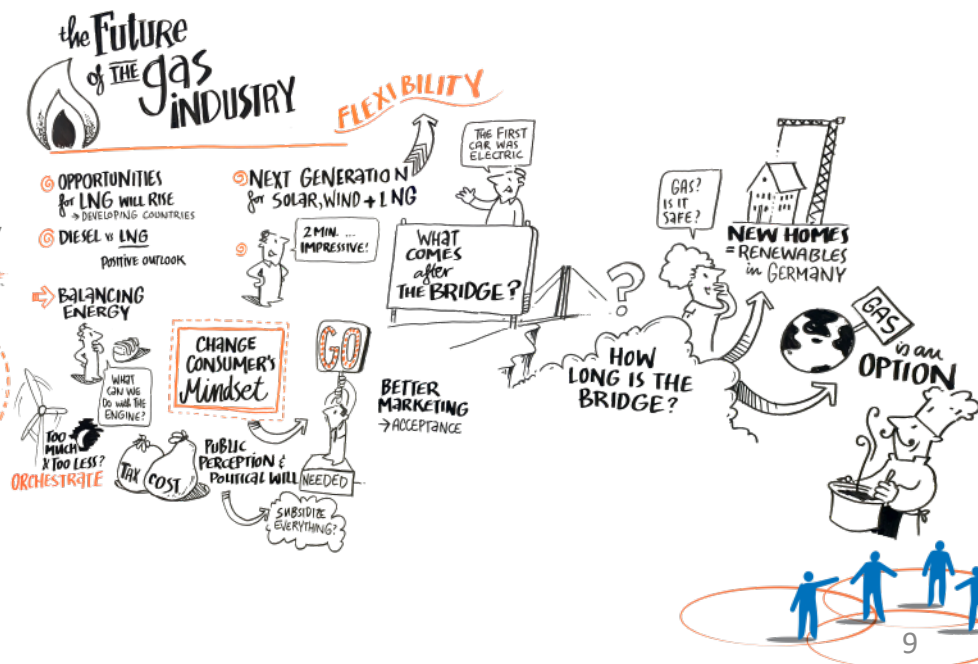 the Future
of THE gas
INDUSTRY
FLEXIBILITY
OPPORTUNITIES
for LNG WILL RISE
→ DEVELOPING COUNTRIES
DIESEL vs LNG
POSITIVE OUTLOOK
BALANCING
ENERGY
WHAT
CAN WE
DO with THE
ENGINE?
TOO
MUCH
& TOO LESS?
ORCHESTRATE
NEXT GENERATION
for SOLAR, WIND + LNG
2 MIN. ...
IMPRESSIVE!
CHANGE
CONSUMER'S
Mindset
TAX
COST
PUBLIC
PERCEPTION &
POLITICAL WILL
NEEDED
SUBSIDIZE
EVERYTHING?
GO
BETTER
MARKETING
→ ACCEPTANCE
THE FIRST
CAR WAS
ELECTRIC
WHAT
COMES
after
THE BRIDGE?
?
HOW
LONG IS THE
BRIDGE?
GAS?
IS IT
SAFE?
NEW HOMES
= RENEWABLES
in GERMANY
GAS
is an
OPTION
9